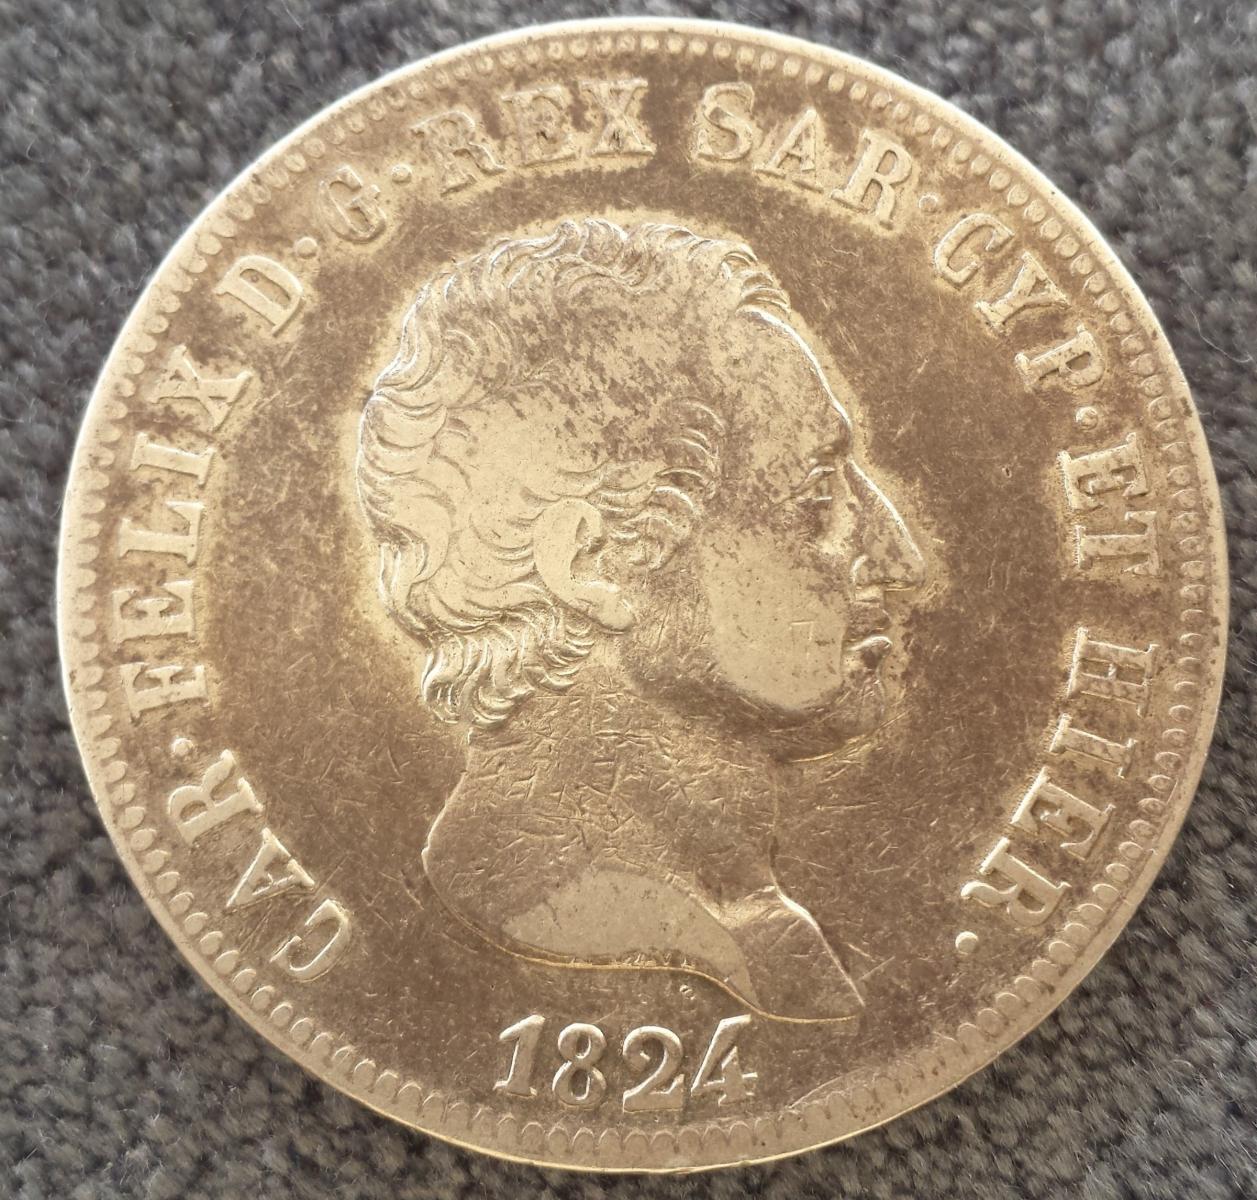 CAR· FELIX D· G· REX SAR· CYP· ET HIER·
1824